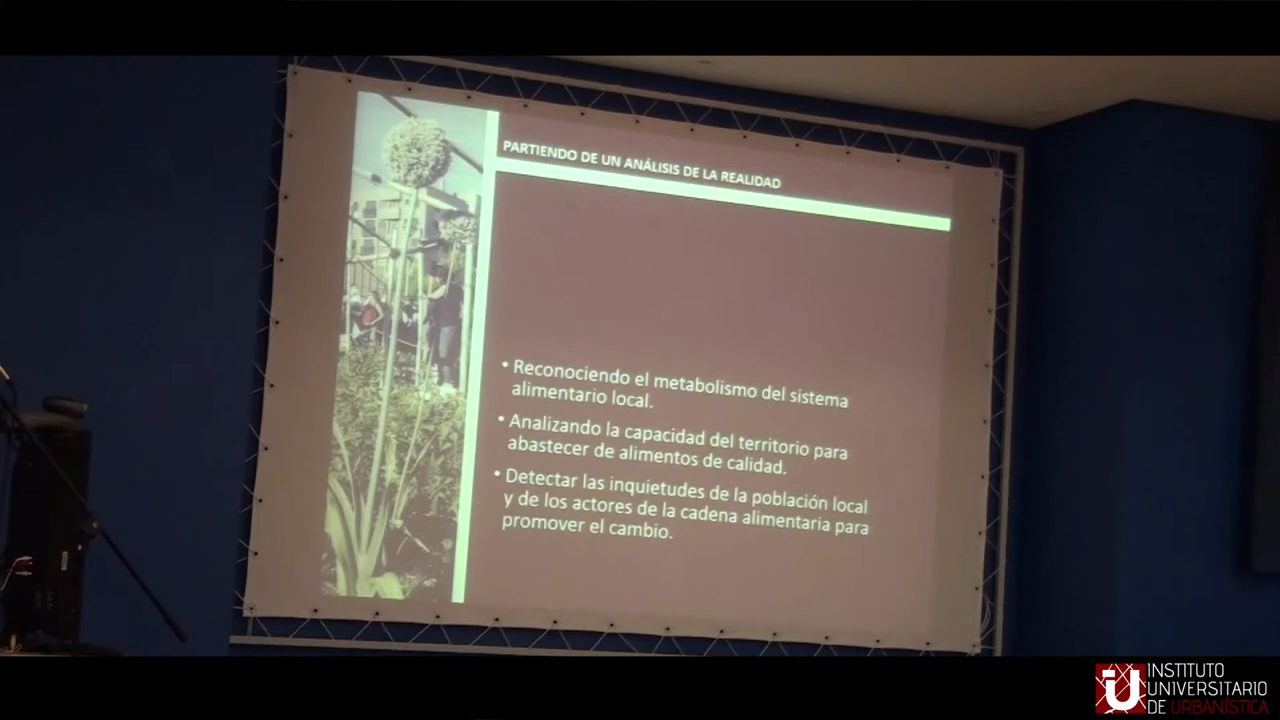 PARTIENDO DE UN ANÁLISIS DE LA REALIDAD
• Reconociendo el metabolismo del sistema
alimentario local.
• Analizando la capacidad del territorio para
abastecer de alimentos de calidad.
• Detectar las inquietudes de la población local
y de los actores de la cadena alimentaria para
promover el cambio.
iU INSTITUTO
UNIVERSITARIO
DE URBANÍSTICA